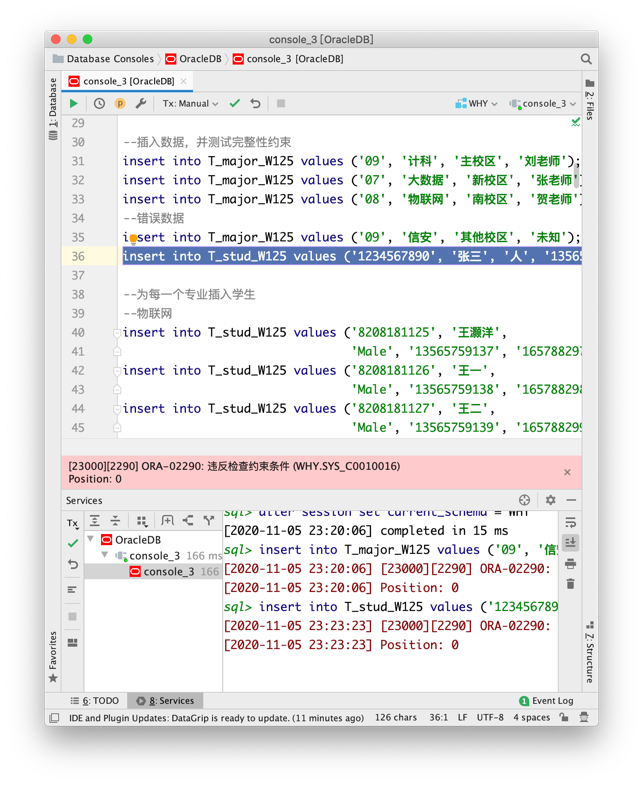 console_3 [OracleDB]
Database Consoles OracleDB console_3 [OracleDB]
1: Database
console_3 [OracleDB]
2: Files
Tx: Manual WHY console_3
29
30 --插入数据，并测试完整性约束
31 insert into T_major_W125 values ('09', '计科', '主校区', '刘老师');
32 insert into T_major_W125 values ('07', '大数据', '新校区', '张老师'
33 insert into T_major_W125 values ('08', '物联网', '南校区', '贺老师'
34 --错误数据
35 insert into T_major_W125 values ('09', '信安', '其他校区', '未知');
36 insert into T_stud_W125 values ('1234567890', '张三', '人', '13565
37
38 --为每一个专业插入学生
39 --物联网
40 insert into T_stud_W125 values ('8208181125', '王灏洋',
41 'Male', '13565759137', '165788297
42 insert into T_stud_W125 values ('8208181126', '王一',
43 'Male', '13565759138', '165788298
44 insert into T_stud_W125 values ('8208181127', '王二',
45 'Male', '13565759139', '165788299
[23000][2290] ORA-02290: 违反检查约束条件 (WHY.SYS_C0010016)
Position: 0
Services
Tx
OracleDB
console_3 166 ms
console_3 166
sql> alter session set current_schema = WHY
[2020-11-05 23:20:06] completed in 15 ms
sql> insert into T_major_W125 values ('09', '信
[2020-11-05 23:20:06] [23000][2290] ORA-02290:
[2020-11-05 23:20:06] Position: 0
sql> insert into T_stud_W125 values ('123456789
[2020-11-05 23:23:23] [23000][2290] ORA-02290:
[2020-11-05 23:23:23] Position: 0
Favorites
Z: Structure
6: TODO 8: Services 1 Event Log
IDE and Plugin Updates: DataGrip is ready to update. (11 minutes ago) 126 chars 36:1 LF UTF-8 4 spaces